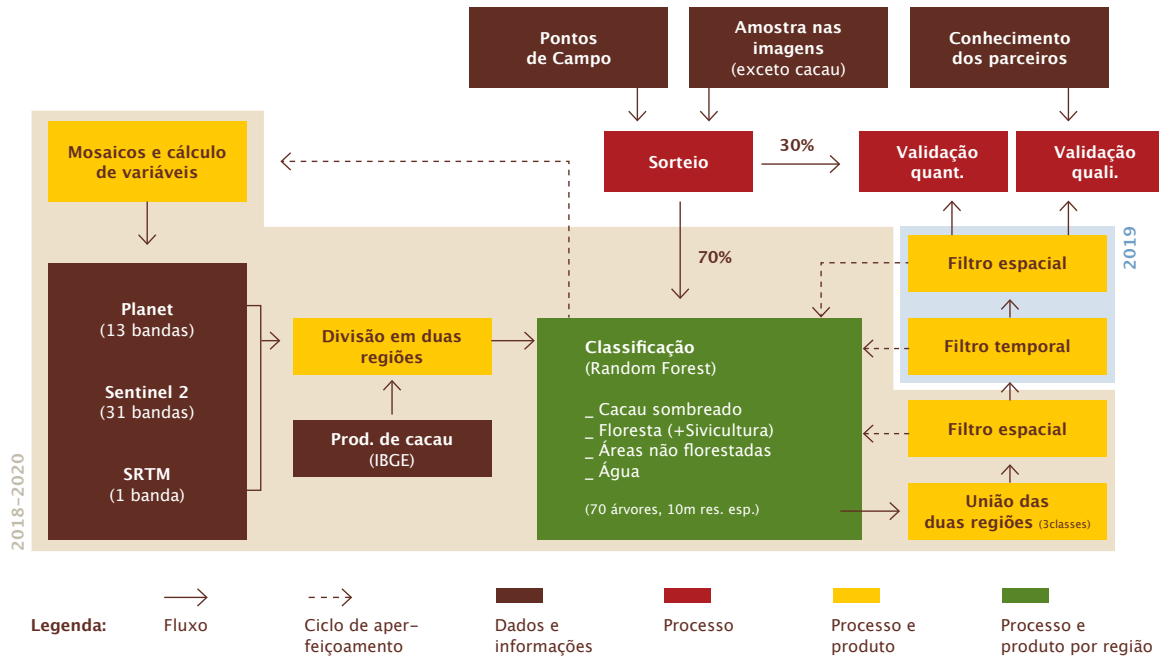 Pontos
de Campo
Amostra nas
imagens
(exceto cacau)
Conhecimento
dos parceiros
Mosaicos e cálculo
de variáveis
Sorteio
30%
Validação
quant.
Validação
quali.
70%
2019
Filtro espacial
Planet
(13 bandas)
Sentinel 2
(31 bandas)
SRTM
(1 banda)
Divisão em duas
regiões
Prod. de cacau
(IBGE)
Classificação
(Random Forest)
_ Cacau sombreado
_ Floresta (+Sivicultura)
_ Áreas não florestadas
_ Água
(70 árvores, 10m res. esp.)
Filtro temporal
Filtro espacial
União das
duas regiões (3classes)
2018-2020
Legenda:
Fluxo
Ciclo de aper-
feiçoamento
Dados e
informações
Processo
Processo e
produto
Processo e
produto por região